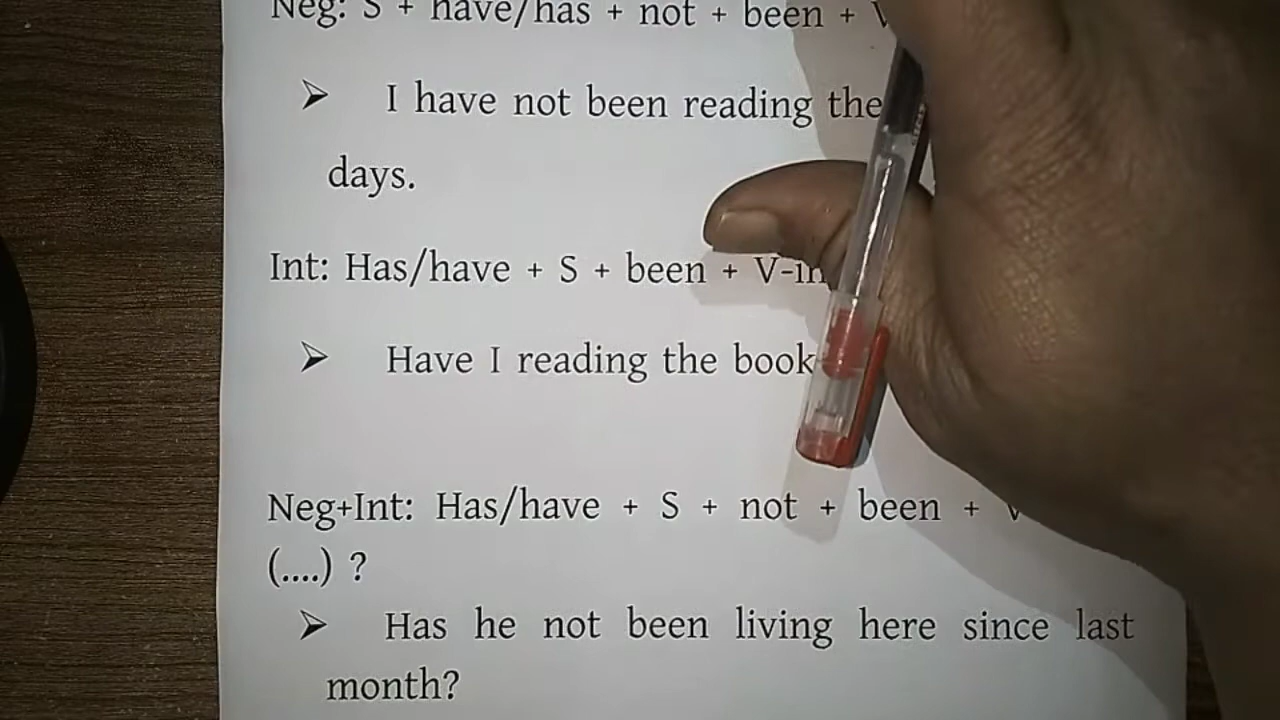 Neg: S + have/has + not + been +
➢ I have not been reading the
days.
Int: Has/have + S + been +
➢ Have I reading the book
Neg+Int: Has/have + S + not + been +
(....) ?
➢ Has he not been living here since last
month?